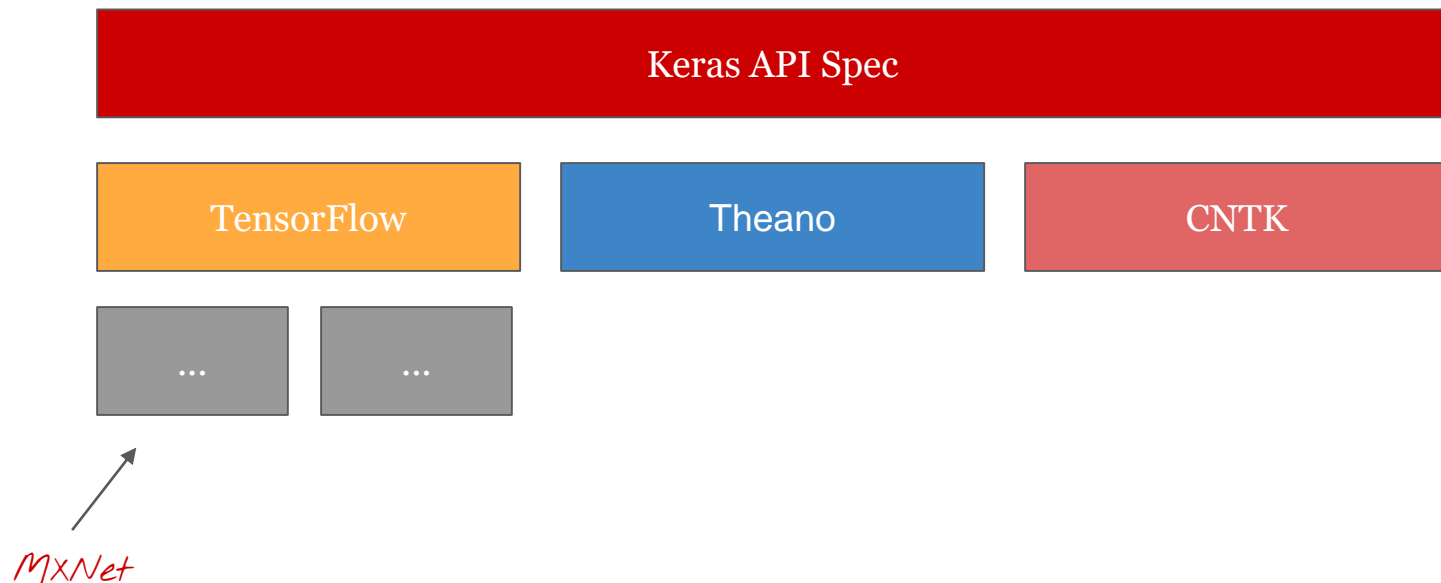 Keras API Spec
TensorFlow
Theano
CNTK
...
...
MXNet